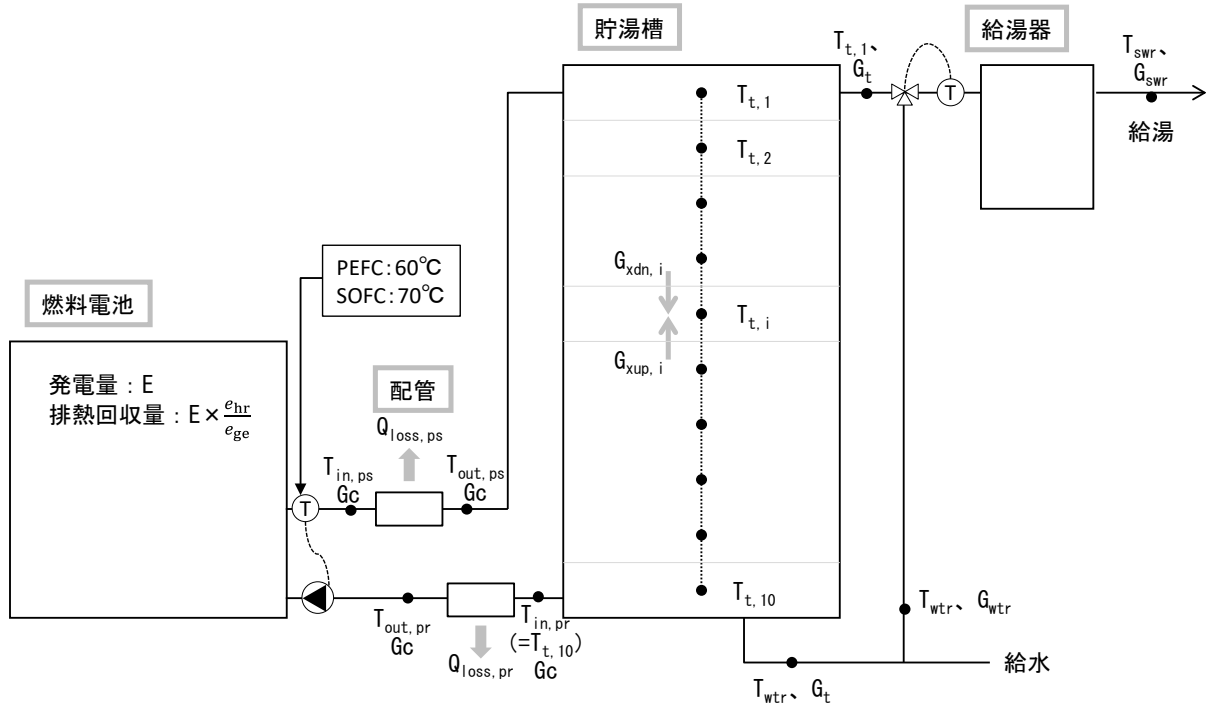 貯湯槽
給湯器
T_{t,1}、
G_t
T_{swr}、
G_{swr}
給湯
T
T_{t,1}
T_{t,2}
PEFC:60℃
SOFC:70℃
G_{xdn,i}
T_{t,i}
G_{xup,i}
燃料電池
発電量：E
排熱回収量：E×\frac{e_{hr}}{e_{ge}}
配管
Q_{loss,ps}
T_{in,ps}
Gc
T_{out,ps}
Gc
T
T_{t,10}
T_{out,pr}
Gc
T_{in,pr}
(=T_{t,10})
Gc
Q_{loss,pr}
T_{wtr}、G_{wtr}
給水
T_{wtr}、G_t